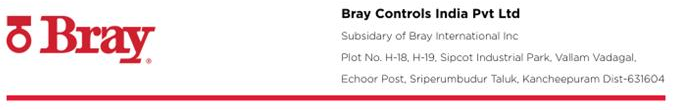 Bray®
Bray Controls India Pvt Ltd
Subsidary of Bray International Inc
Plot No. H-18, H-19, Sipcot Industrial Park, Vallam Vadagal,
Echoor Post, Sriperumbudur Taluk, Kancheepuram Dist-631604